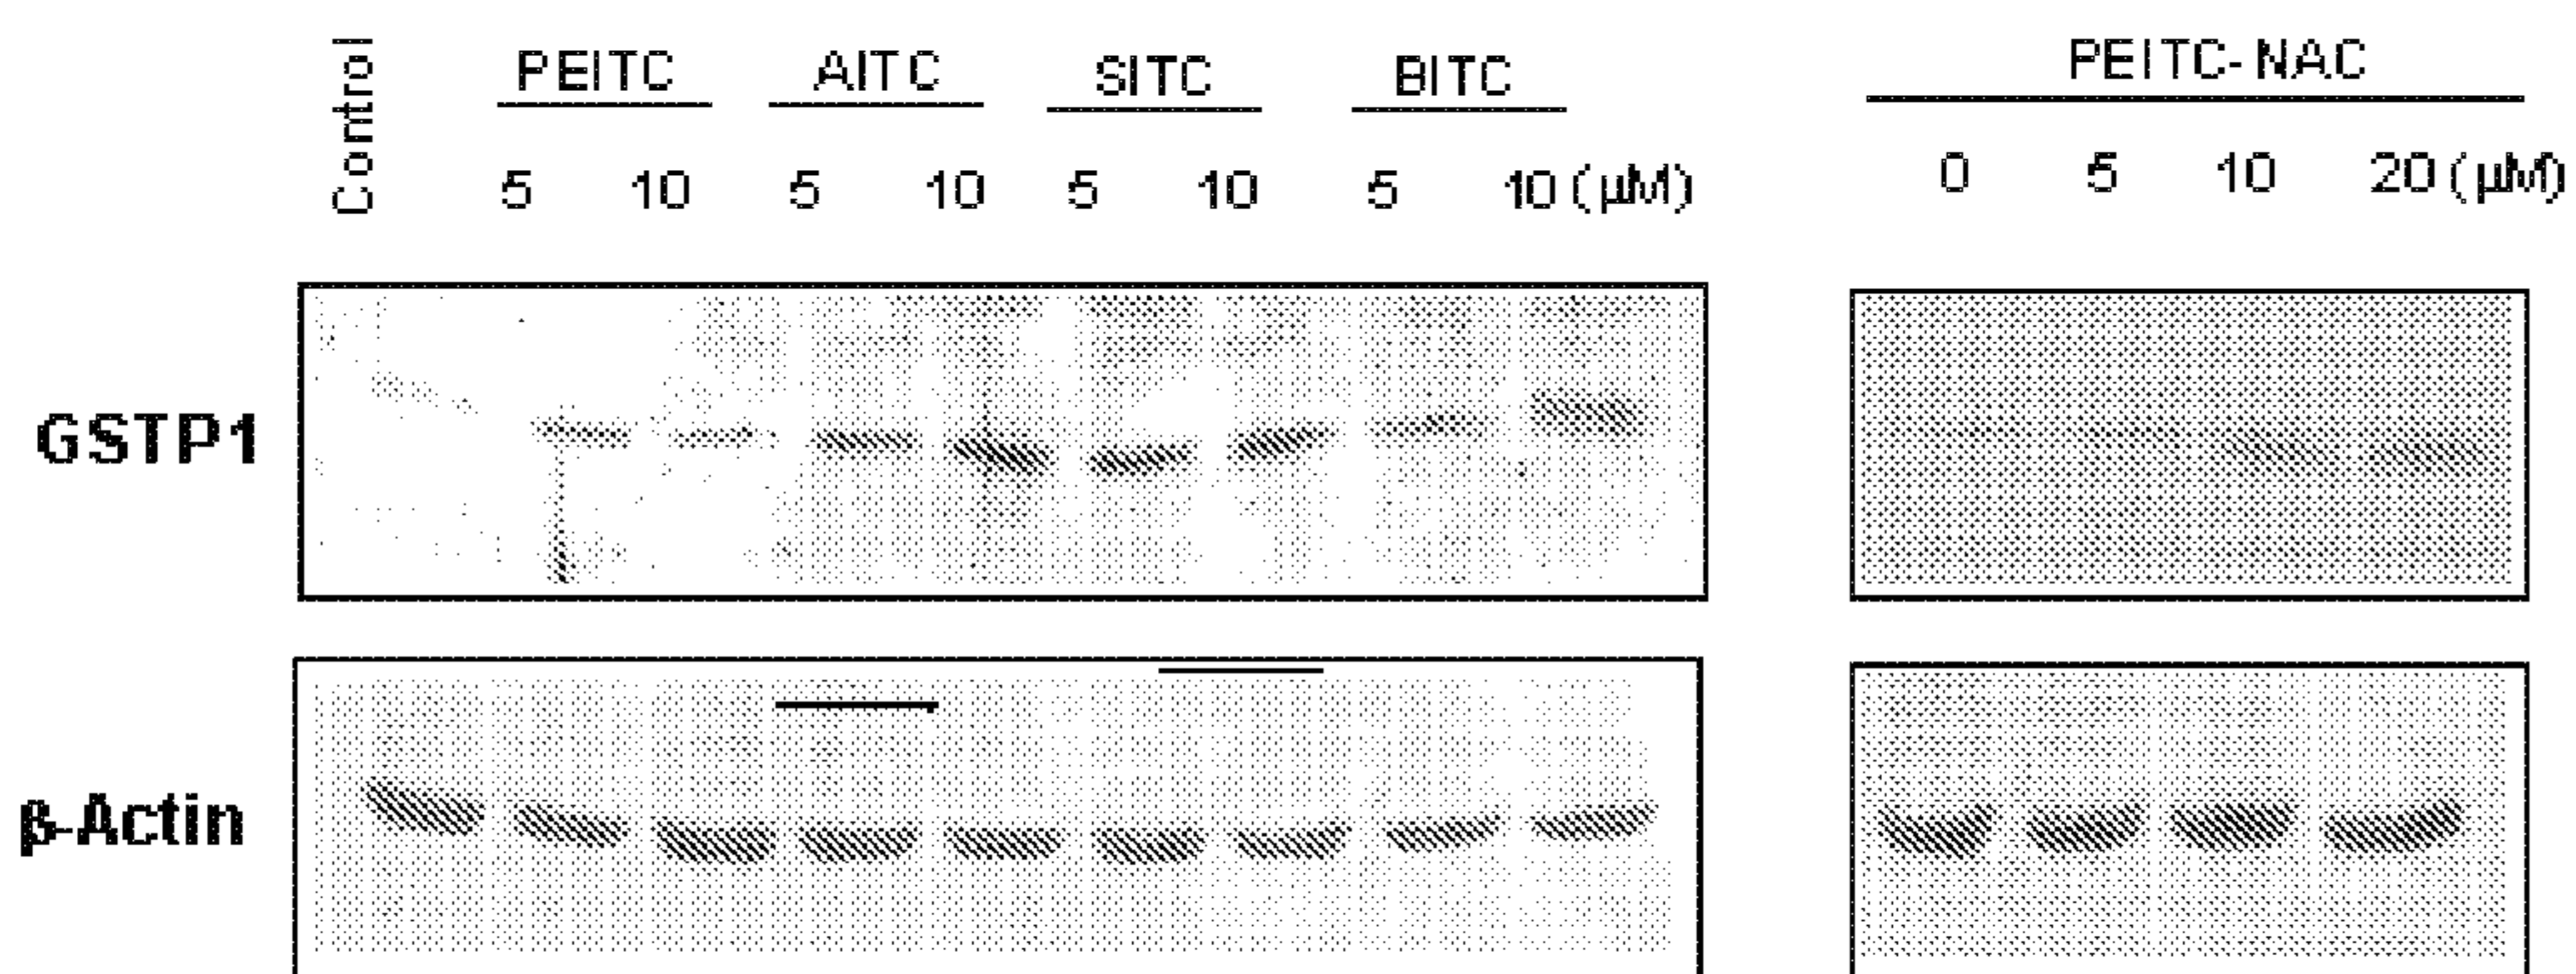 Control PEITC AITC SITC BITC PEITC-NAC
5 10 5 10 5 10 5 10 (μM) 0 5 10 20 (μM)
GSTP1
β-Actin